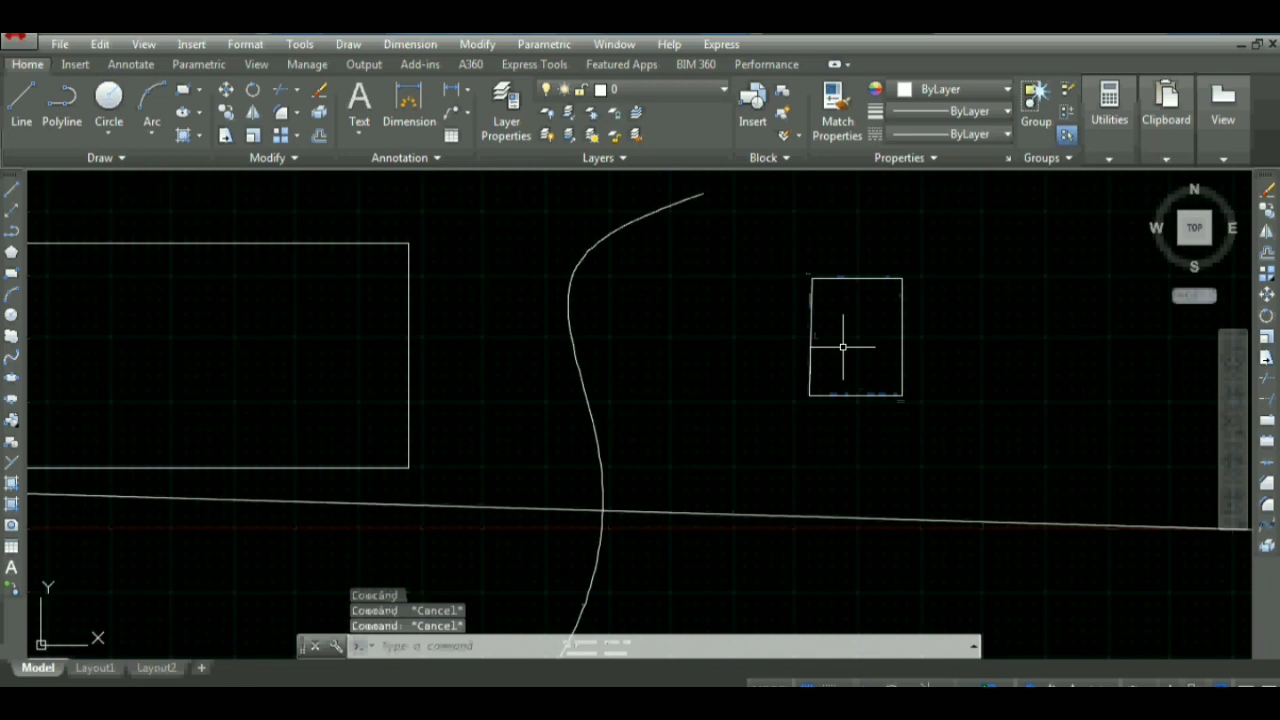 File Edit View Insert Format Tools Draw Dimension Modify Parametric Window Help Express
Home Insert Annotate Parametric View Manage Output Add-ins A360 Express Tools Featured Apps BIM 360 Performance
0
ByLayer
ByLayer
ByLayer
Line Polyline Circle Arc
Text Dimension
Layer Properties
Insert
Match Properties
Group
Utilities
Clipboard
View
Draw Modify Annotation Layers Block Properties Groups
N
W TOP E
S
Y
X
Command
Command *Cancel*
Command: *Cancel*
Type a command
A
Model Layout1 Layout2 +